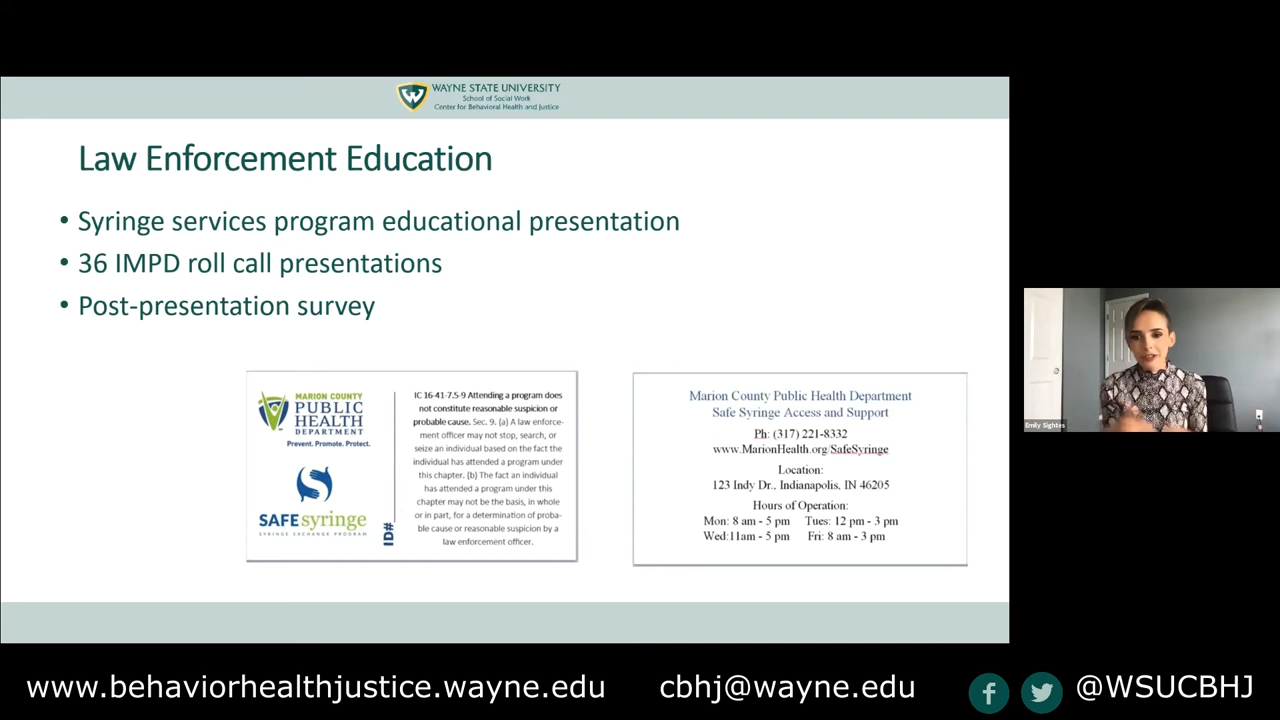 WAYNE STATE UNIVERSITY
School of Social Work
Center for Behavioral Health and Justice
Law Enforcement Education
• Syringe services program educational presentation
• 36 IMPD roll call presentations
• Post-presentation survey
MARION COUNTY
PUBLIC
HEALTH
DEPARTMENT
Prevent. Promote. Protect.
SAFE syringe
SYRINGE EXCHANGE PROGRAM
ID#
IC 16-41-7.5-9 Attending a program does
not constitute reasonable suspicion or
probable cause. Sec. 9. (a) A law enforce-
ment officer may not stop, search, or
seize an individual based on the fact the
individual has attended a program under
this chapter. (b) The fact an individual
has attended a program under this
chapter may not be the basis, in whole
or in part, for a determination of proba-
ble cause or reasonable suspicion by a
law enforcement officer.
Marion County Public Health Department
Safe Syringe Access and Support
Ph: (317) 221-8332
www.MarionHealth.org/SafeSyringe
Location:
123 Indy Dr., Indianapolis, IN 46205
Hours of Operation:
Mon: 8 am - 5 pm Tues: 12 pm - 3 pm
Wed:11am - 5 pm Fri: 8 am - 3 pm
Emily Sightes
www.behaviorhealthjustice.wayne.edu cbhj@wayne.edu @WSUCBHJ